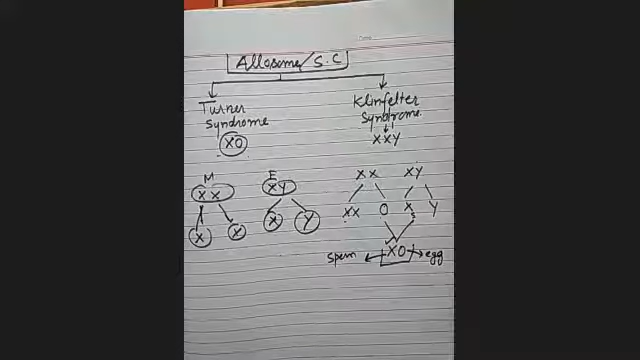 Allosome/S.C
Turner
Syndrome
XO
Klinfelter
Syndrome.
XXY
M
XX
F
XY
X
X
X
Y
XX
XY
XX
O
X
Y
sperm
XO
egg